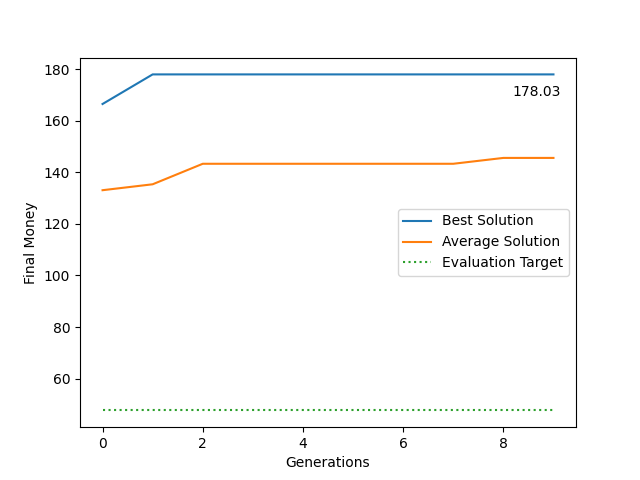 180
178.03
160
140
120
100
80
60
Final Money
Best Solution
Average Solution
Evaluation Target
0 2 4 6 8
Generations